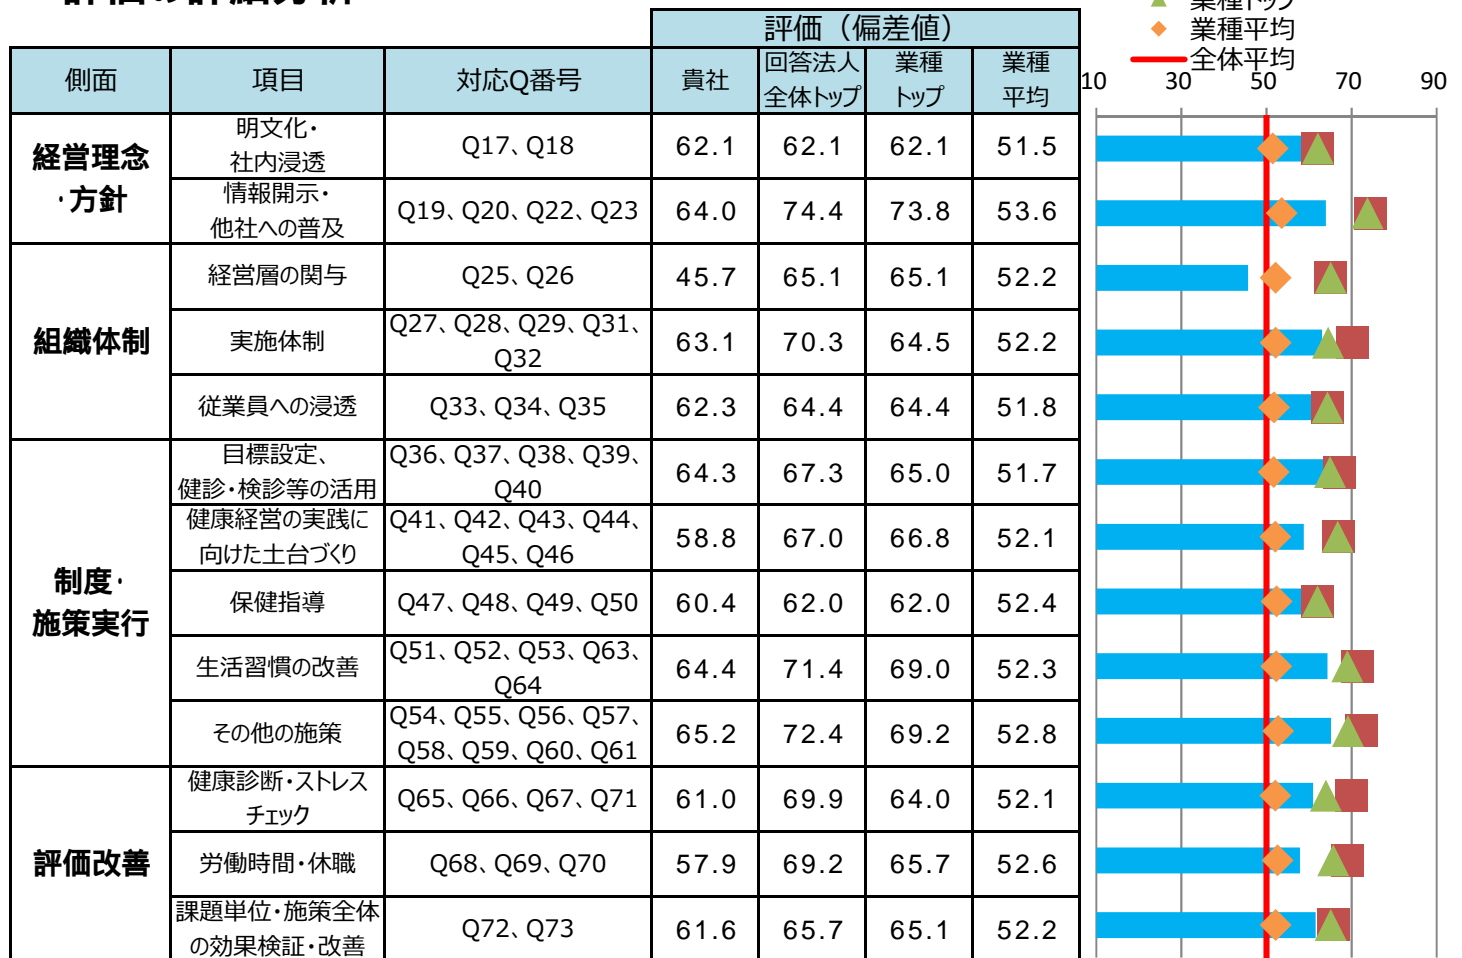 評価の詳細分析
業種トップ
業種平均
全体平均
評価（偏差値）
側面 項目 対応Q番号 貴社 回答法人全体トップ 業種トップ 業種平均
10 30 50 70 90
経営理念・方針
明文化・社内浸透 Q17、Q18 62.1 62.1 62.1 51.5
情報開示・他社への普及 Q19、Q20、Q22、Q23 64.0 74.4 73.8 53.6
組織体制
経営層の関与 Q25、Q26 45.7 65.1 65.1 52.2
実施体制 Q27、Q28、Q29、Q31、Q32 63.1 70.3 64.5 52.2
従業員への浸透 Q33、Q34、Q35 62.3 64.4 64.4 51.8
制度・施策実行
目標設定、健診・検診等の活用 Q36、Q37、Q38、Q39、Q40 64.3 67.3 65.0 51.7
健康経営の実践に向けた土台づくり Q41、Q42、Q43、Q44、Q45、Q46 58.8 67.0 66.8 52.1
保健指導 Q47、Q48、Q49、Q50 60.4 62.0 62.0 52.4
生活習慣の改善 Q51、Q52、Q53、Q63、Q64 64.4 71.4 69.0 52.3
その他の施策 Q54、Q55、Q56、Q57、Q58、Q59、Q60、Q61 65.2 72.4 69.2 52.8
評価改善
健康診断・ストレスチェック Q65、Q66、Q67、Q71 61.0 69.9 64.0 52.1
労働時間・休職 Q68、Q69、Q70 57.9 69.2 65.7 52.6
課題単位・施策全体の効果検証・改善 Q72、Q73 61.6 65.7 65.1 52.2